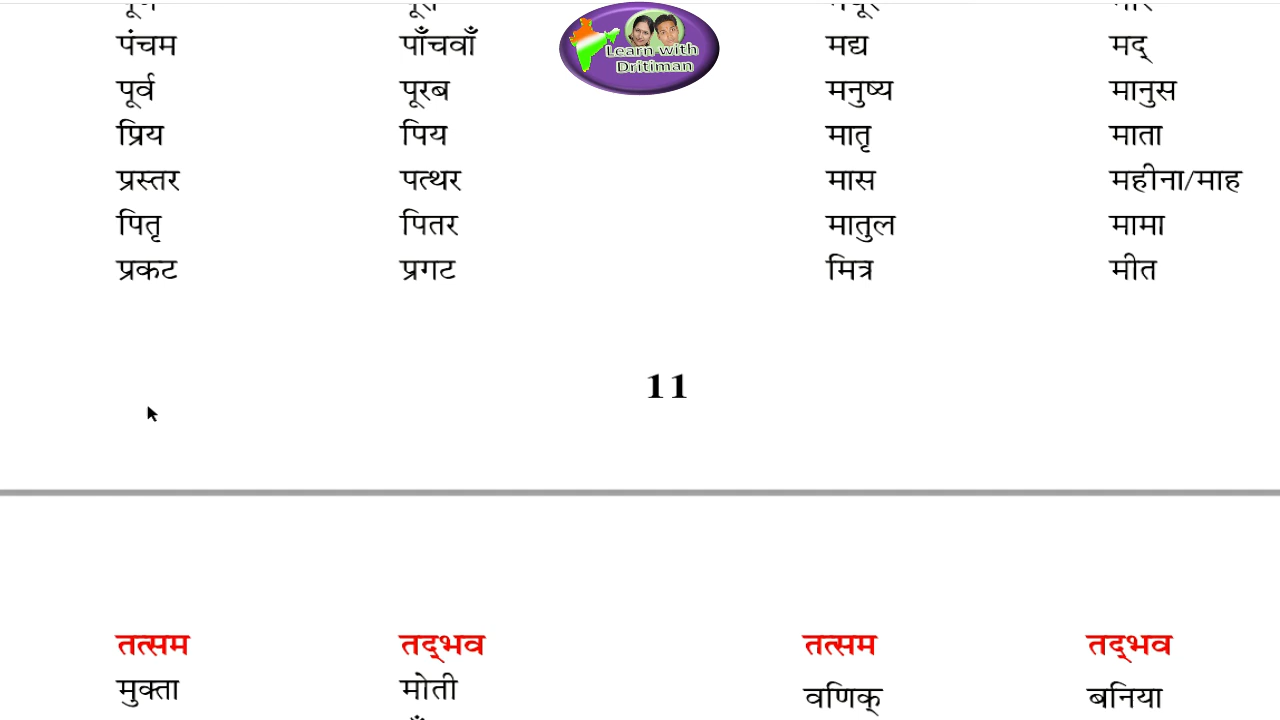 पंचम पाँचवाँ मद्य मद्
पूर्व पूरब मनुष्य मानुस
प्रिय पिय मातृ माता
प्रस्तर पत्थर मास महीना/माह
पितृ पितर मातुल मामा
प्रकट प्रगट मित्र मीत
Learn with
Dritiman
11
तत्सम तद्भव तत्सम तद्भव
मुक्ता मोती वणिक् बनिया